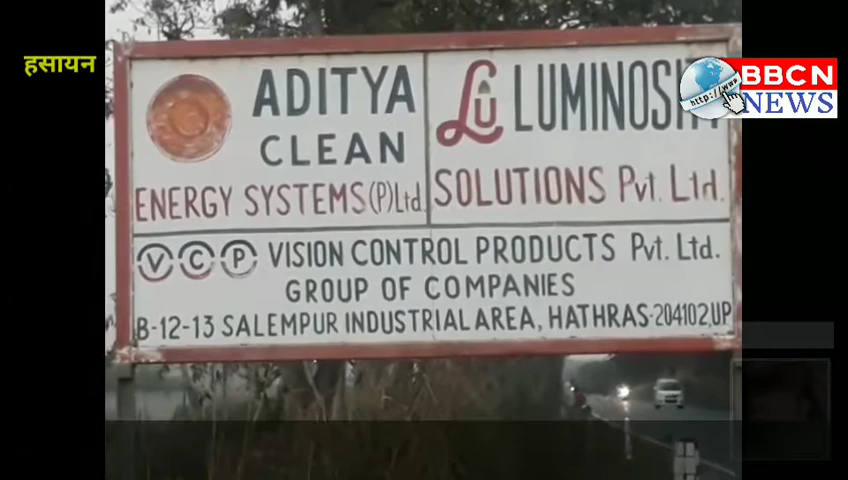 हसायन
ADITYA
CLEAN
ENERGY SYSTEMS (P) Ltd.
Lu LUMINOSITY
SOLUTIONS Pvt. Ltd.
VCP VISION CONTROL PRODUCTS Pvt. Ltd.
GROUP OF COMPANIES
B-12-13 SALEMPUR INDUSTRIAL AREA, HATHRAS-204102, UP
http://www
BBCN
NEWS